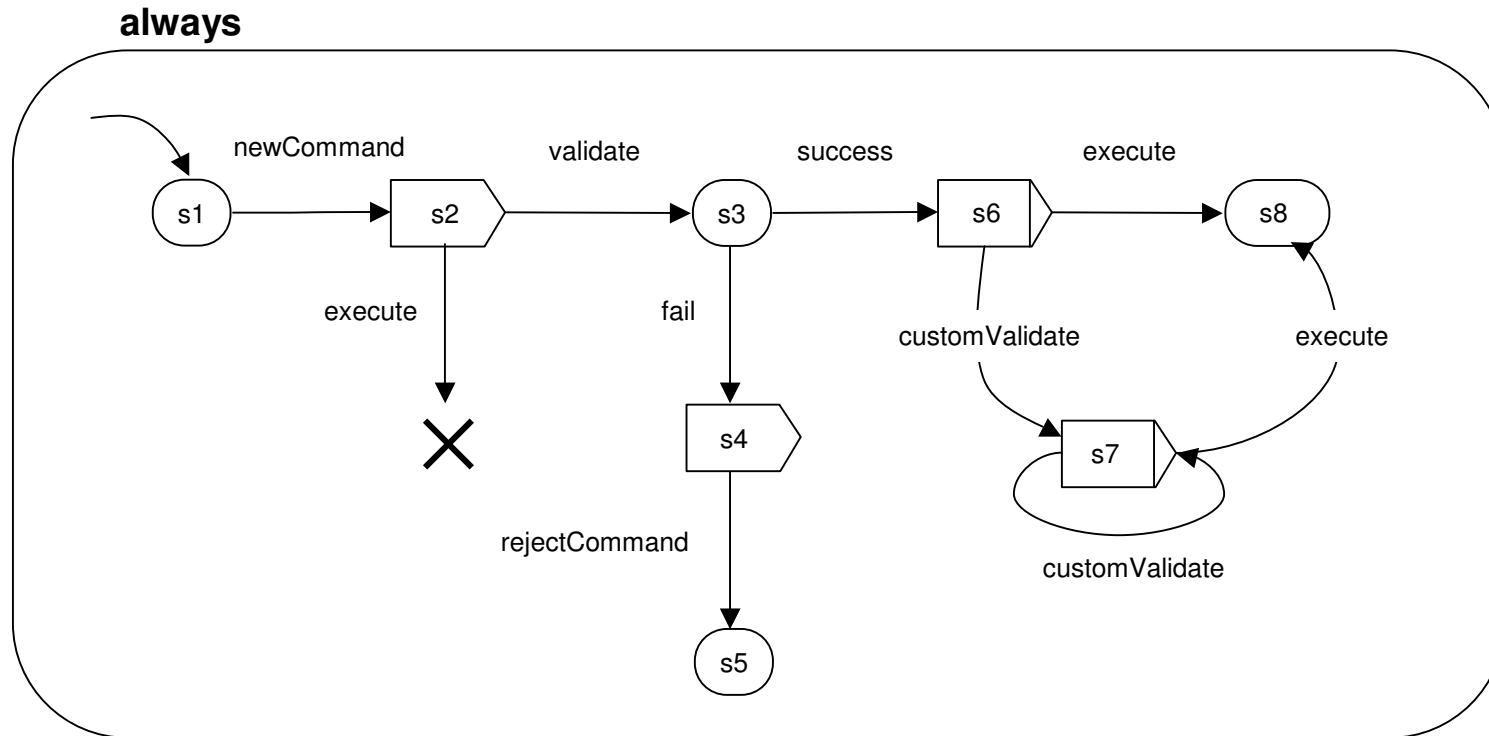 always
newCommand
validate
success
execute
s1
s2
s3
s6
s8
execute
fail
customValidate
execute
s4
s7
rejectCommand
customValidate
s5